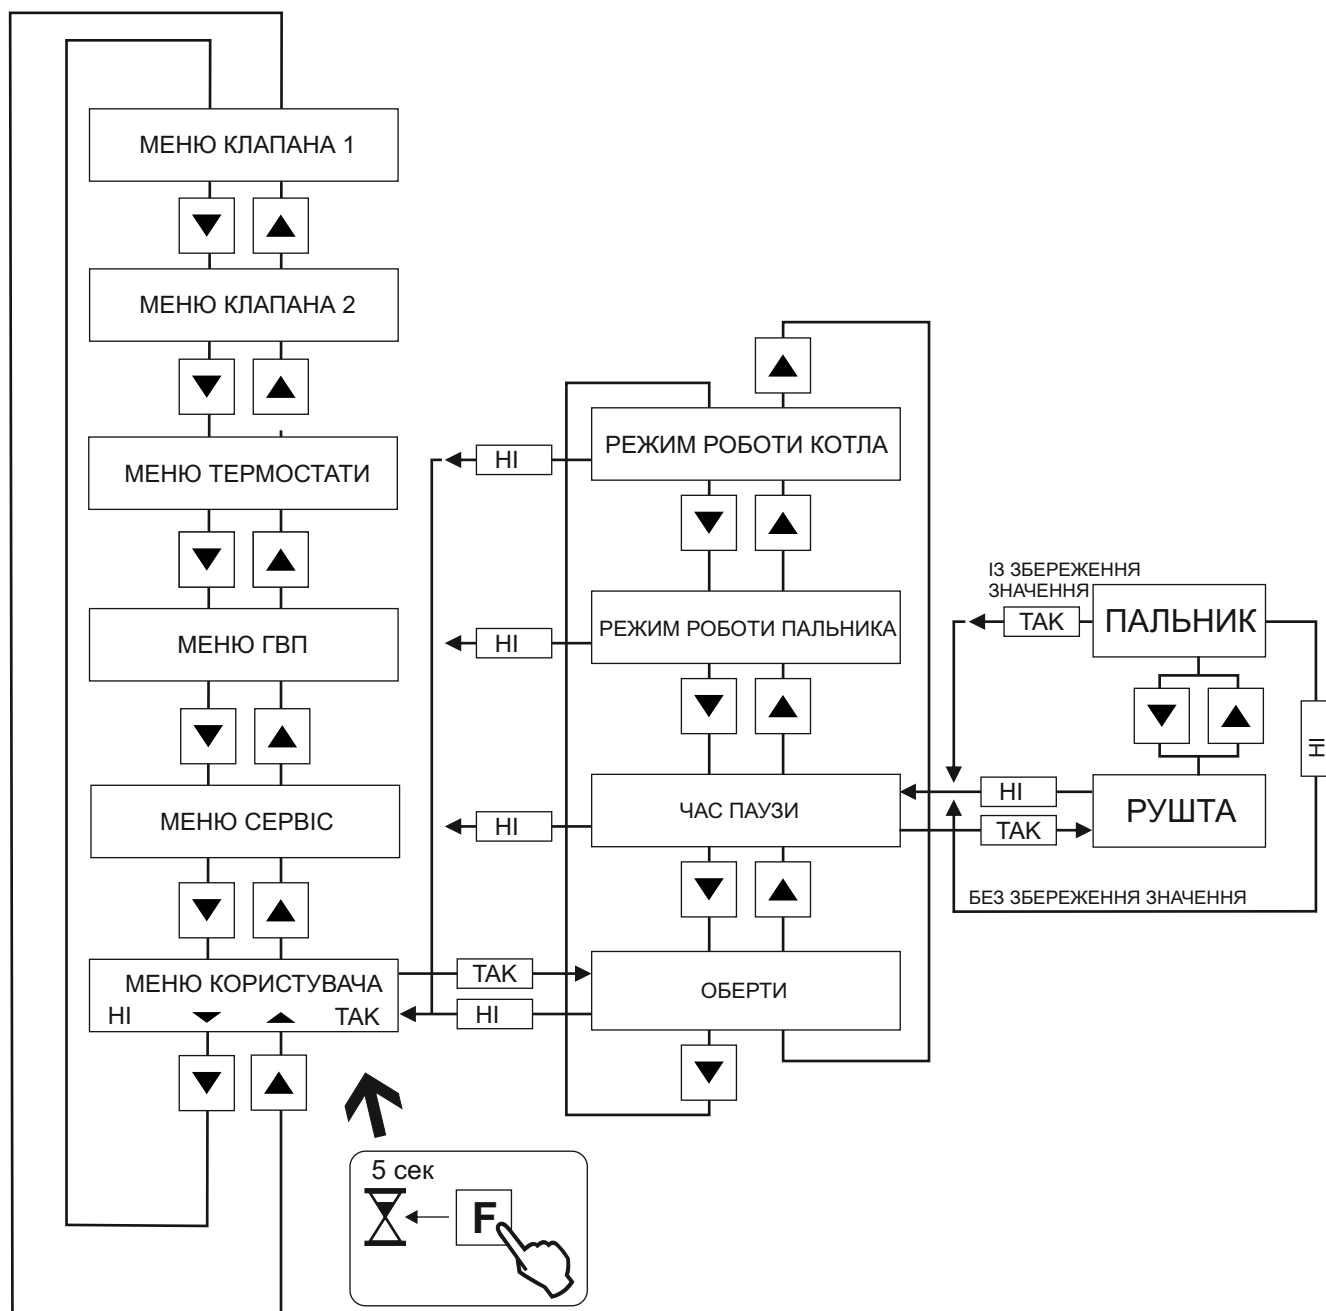 МЕНЮ КЛАПАНА 1
МЕНЮ КЛАПАНА 2
МЕНЮ ТЕРМОСТАТИ
МЕНЮ ГВП
МЕНЮ СЕРВІС
МЕНЮ КОРИСТУВАЧА
НІ ТАК
5 сек
F
РЕЖИМ РОБОТИ КОТЛА
НІ
РЕЖИМ РОБОТИ ПАЛЬНИКА
НІ
ЧАС ПАУЗИ
НІ
ТАК
НІ
ОБЕРТИ
ІЗ ЗБЕРЕЖЕННЯ
ЗНАЧЕННЯ
ТАК
ПАЛЬНИК
НІ
НІ
ТАК
РУШТА
БЕЗ ЗБЕРЕЖЕННЯ ЗНАЧЕННЯ